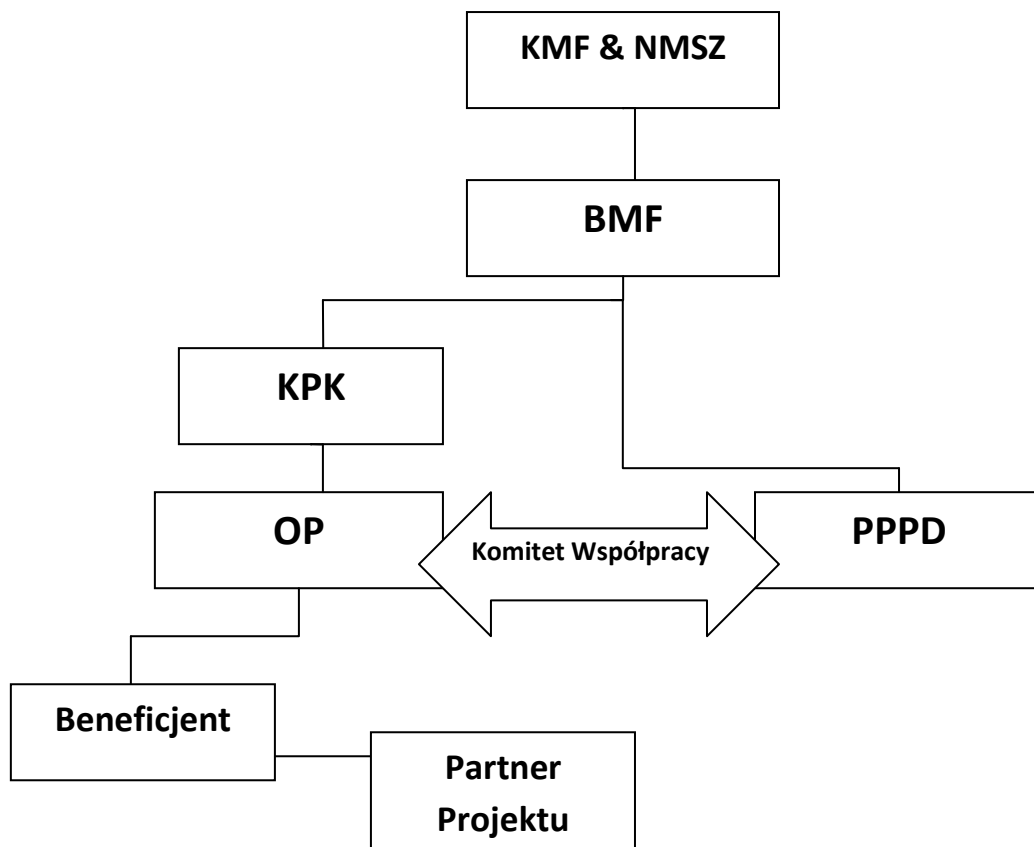 KMF & NMSZ
BMF
KPK
OP
Komitet Współpracy
PPPD
Beneficjent
Partner
Projektu